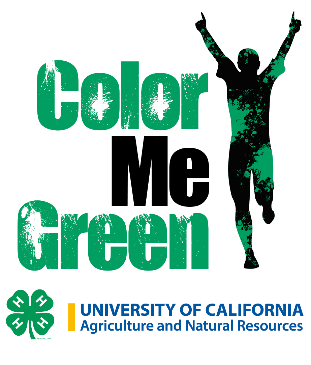 Color
Me
Green
H H
H H
UNIVERSITY OF CALIFORNIA
Agriculture and Natural Resources